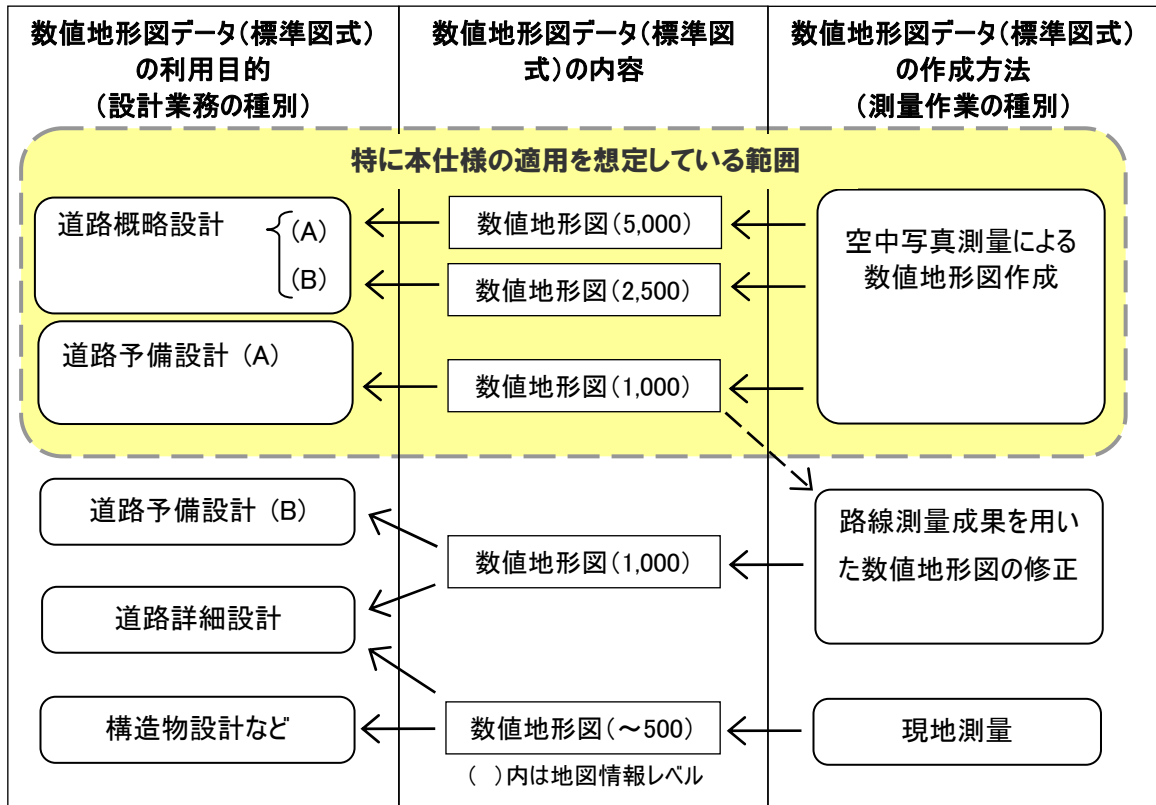 数値地形図データ(標準図式)
の利用目的
(設計業務の種別)
数値地形図データ(標準図
式)の内容
数値地形図データ(標準図式)
の作成方法
(測量作業の種別)
特に本仕様の適用を想定している範囲
道路概略設計
(A)
(B)
数値地形図(5,000)
数値地形図(2,500)
空中写真測量による
数値地形図作成
道路予備設計 (A)
数値地形図(1,000)
道路予備設計 (B)
数値地形図(1,000)
路線測量成果を用い
た数値地形図の修正
道路詳細設計
構造物設計など
数値地形図(～500)
現地測量
( )内は地図情報レベル